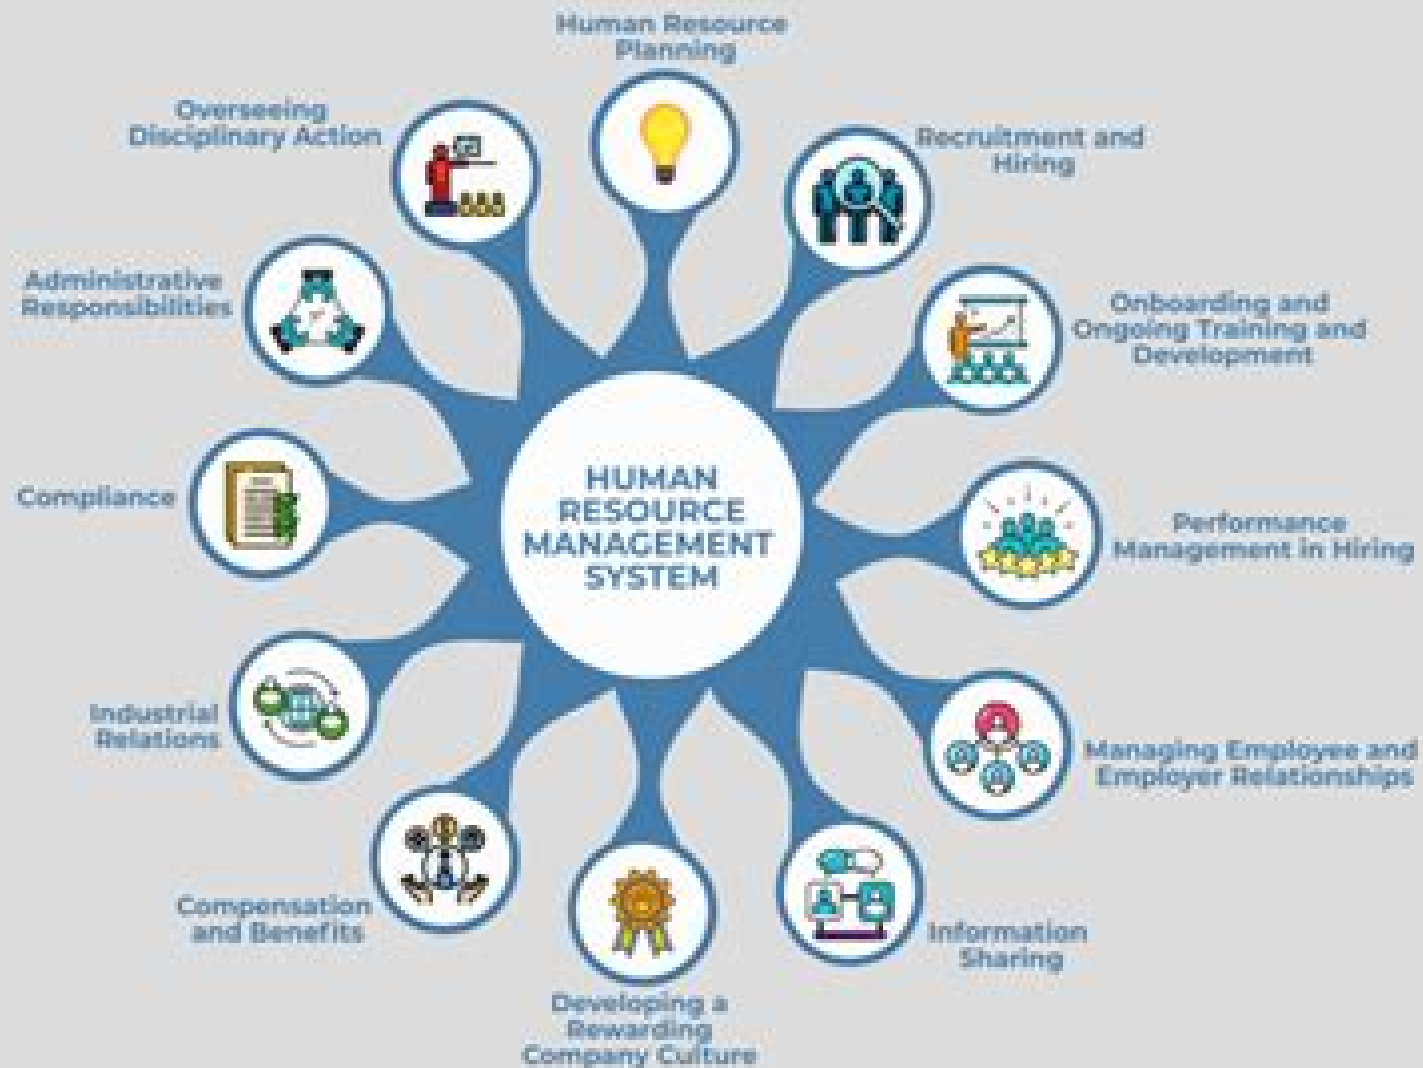 Human Resource
Planning
Recruitment and
Hiring
Onboarding and
Ongoing Training and
Development
Performance
Management in Hiring
Managing Employee and
Employer Relationships
Information
Sharing
Developing a
Rewarding
Company Culture
Compensation
and Benefits
Industrial
Relations
Compliance
Administrative
Responsibilities
Overseeing
Disciplinary Action
HUMAN
RESOURCE
MANAGEMENT
SYSTEM